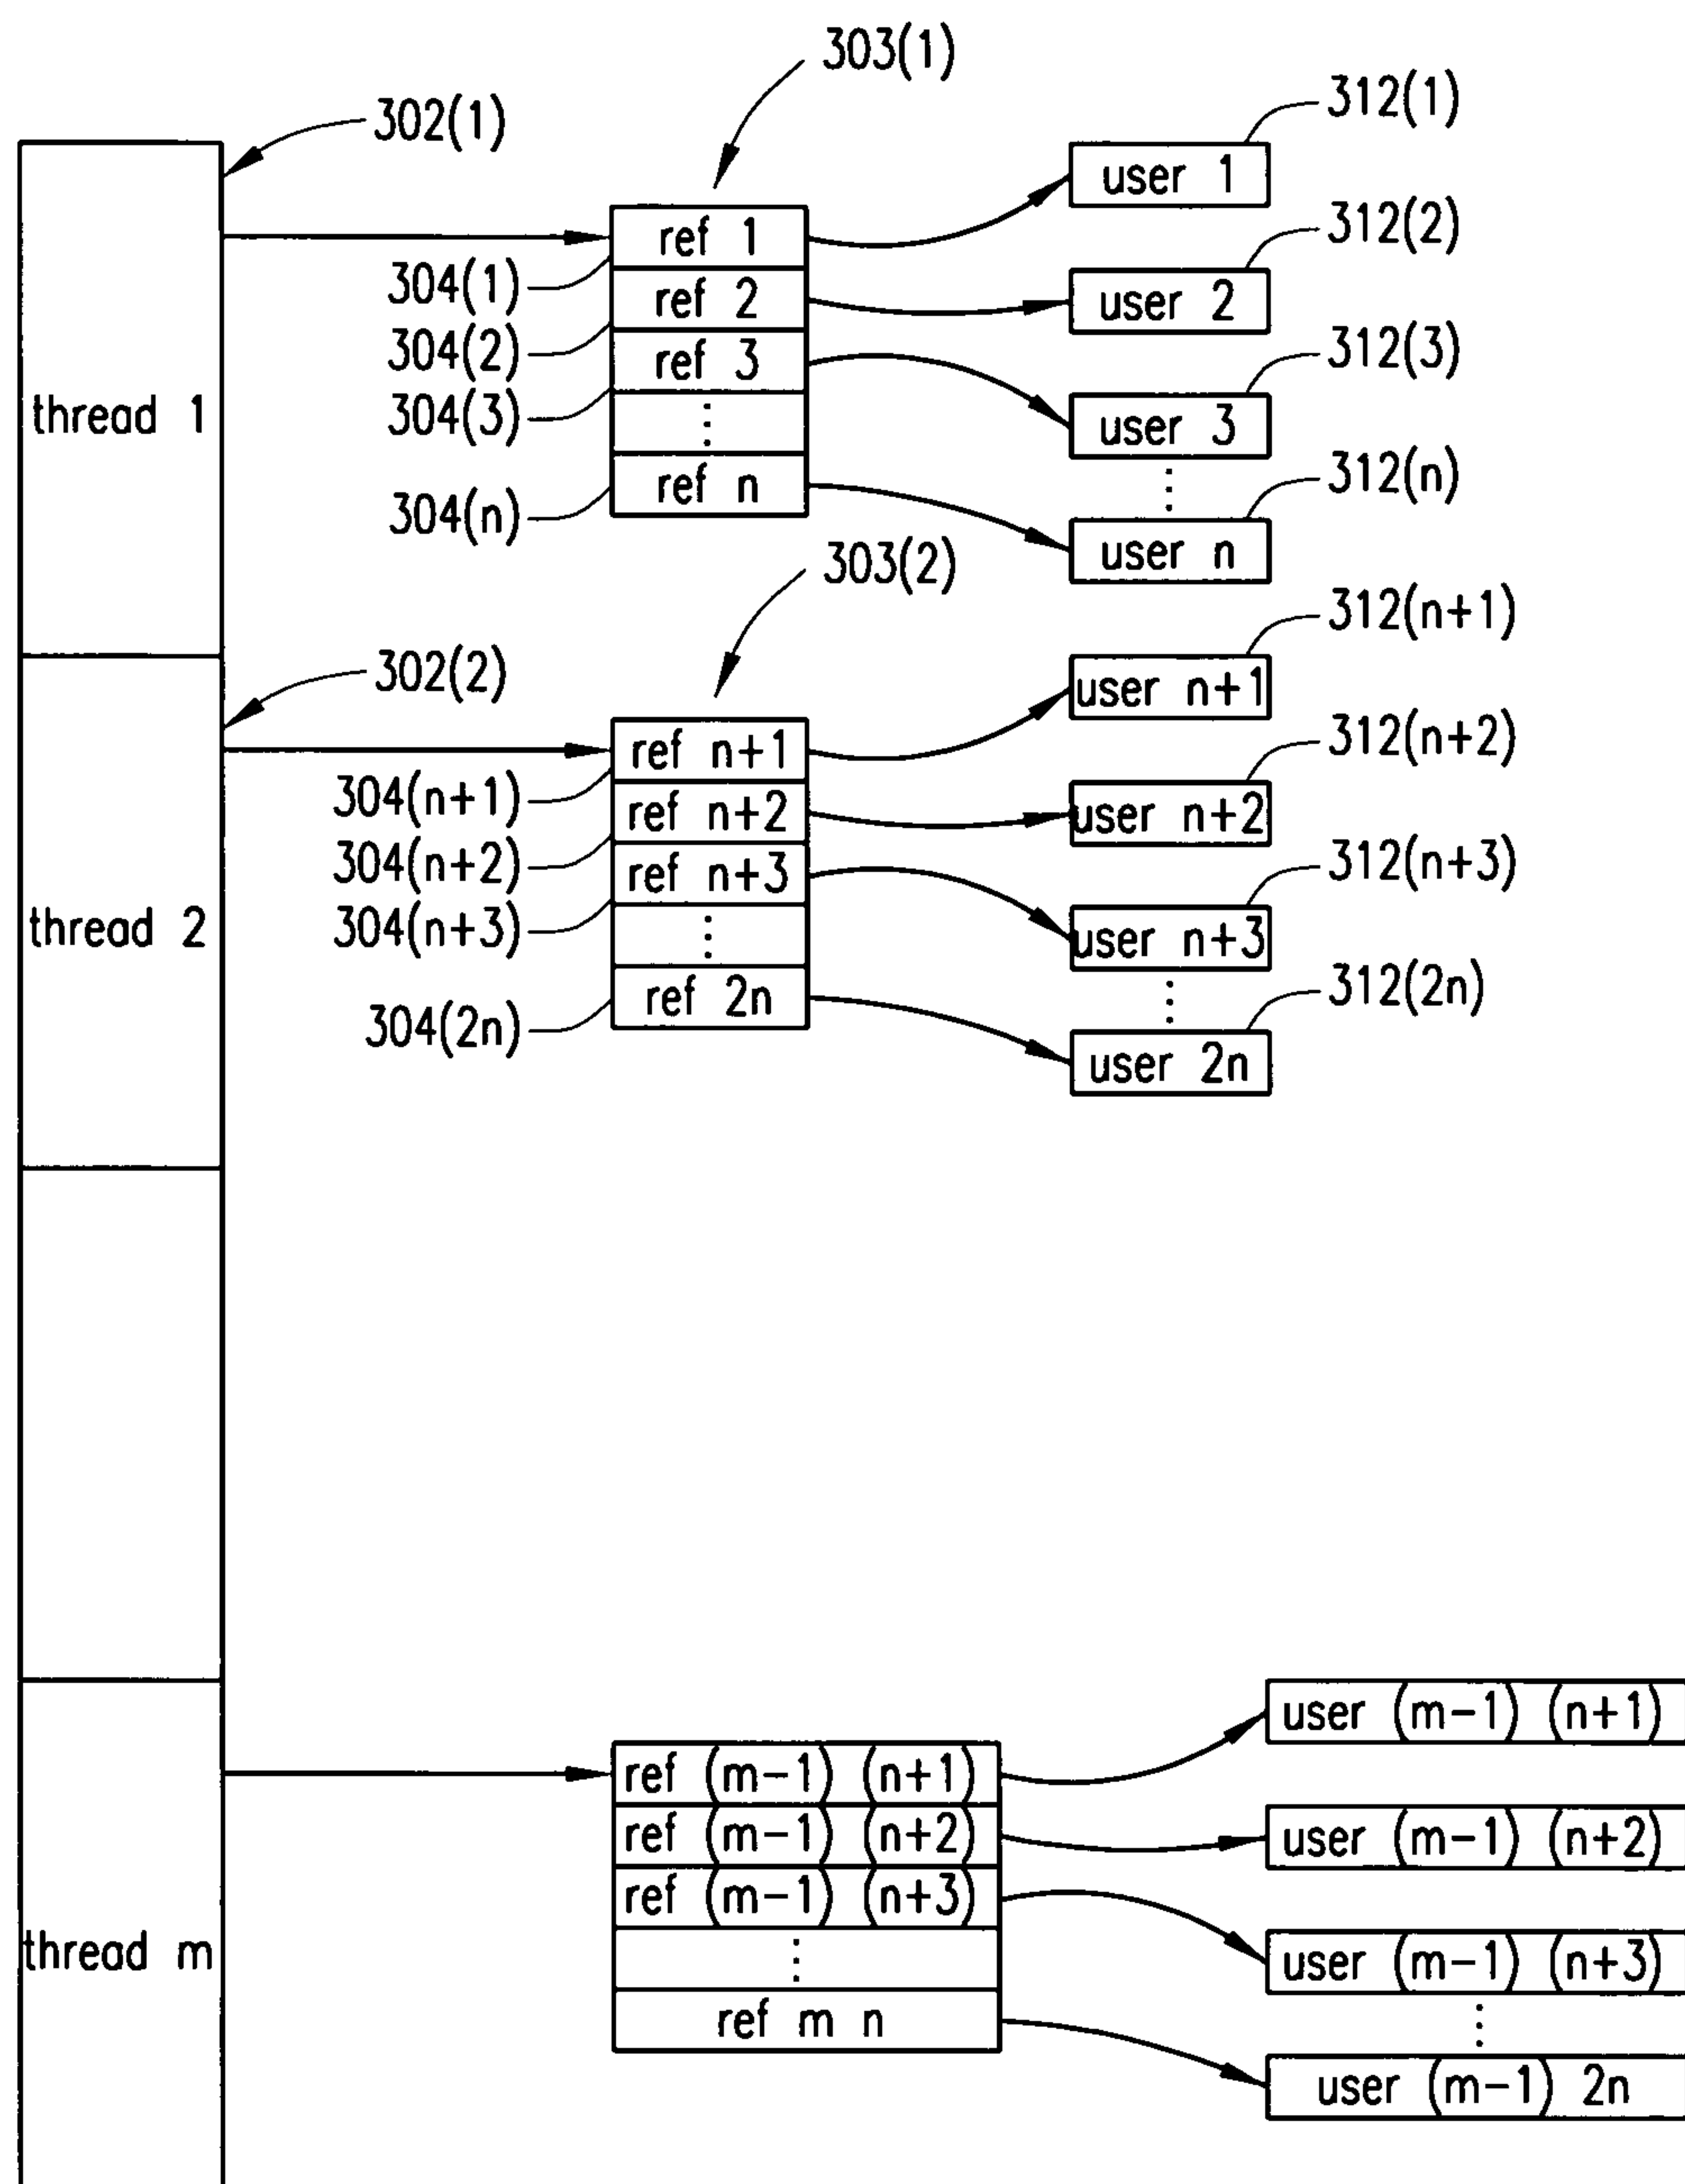 303(1)
302(1)
312(1)
user 1
ref 1
304(1)
312(2)
ref 2
user 2
304(2)
312(3)
ref 3
user 3
304(3)
⋮
thread 1
312(n)
ref n
⋮
304(n)
user n
303(2)
312(n+1)
302(2)
user n+1
312(n+2)
ref n+1
304(n+1)
ref n+2
user n+2
304(n+2)
312(n+3)
ref n+3
user n+3
304(n+3)
⋮
thread 2
312(2n)
ref 2n
⋮
304(2n)
user 2n
user (m-1) (n+1)
ref (m-1) (n+1)
ref (m-1) (n+2)
user (m-1) (n+2)
ref (m-1) (n+3)
user (m-1) (n+3)
thread m
⋮
ref m n
⋮
user (m-1) 2n